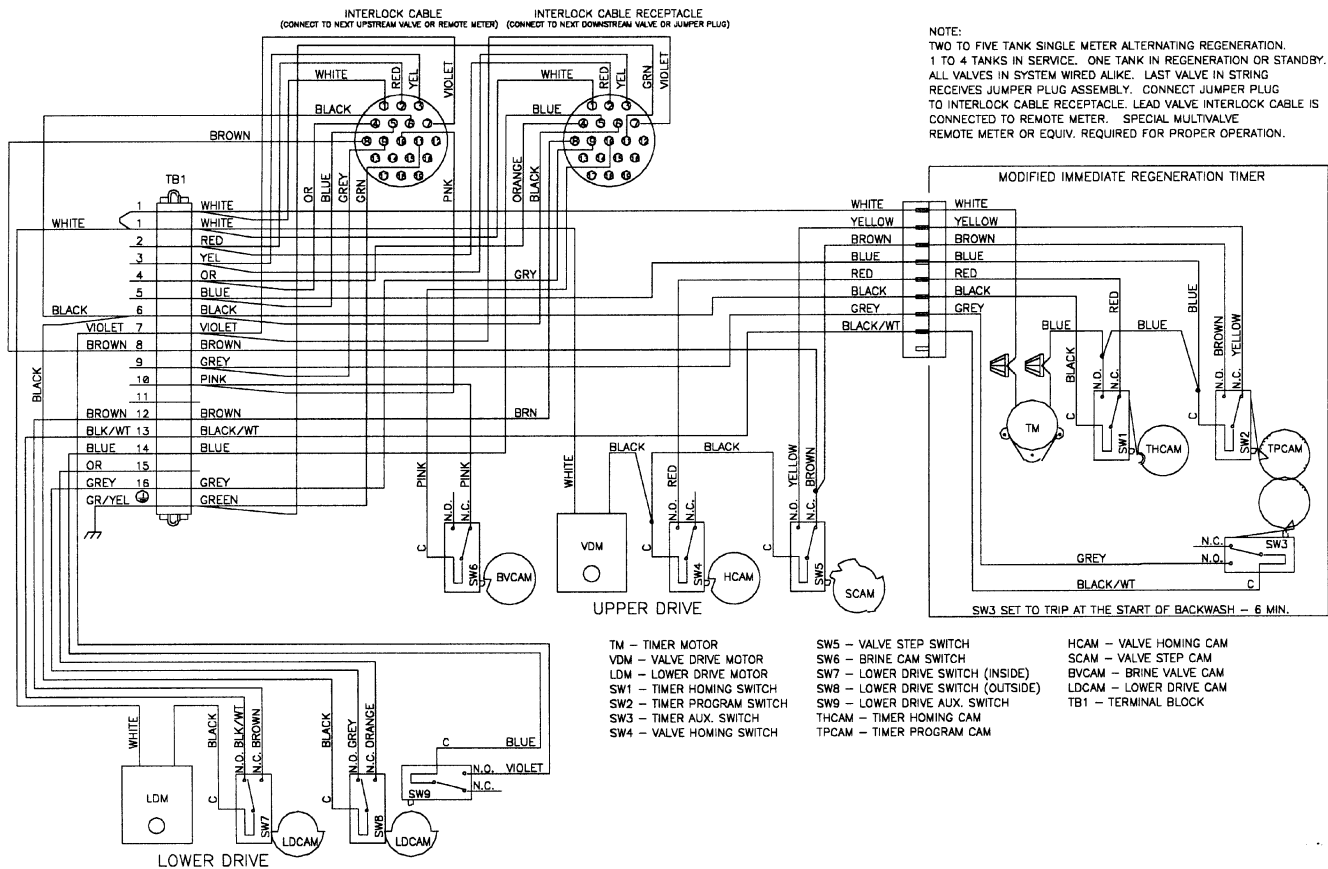 INTERLOCK CABLE
(CONNECT TO NEXT UPSTREAM VALVE OR REMOTE METER)
INTERLOCK CABLE RECEPTACLE
(CONNECT TO NEXT DOWNSTREAM VALVE OR JUMPER PLUG)
NOTE:
TWO TO FIVE TANK SINGLE METER ALTERNATING REGENERATION.
1 TO 4 TANKS IN SERVICE. ONE TANK IN REGENERATION OR STANDBY.
ALL VALVES IN SYSTEM WIRED ALIKE. LAST VALVE IN STRING
RECEIVES JUMPER PLUG ASSEMBLY. CONNECT JUMPER PLUG
TO INTERLOCK CABLE RECEPTACLE. LEAD VALVE INTERLOCK CABLE IS
CONNECTED TO REMOTE METER. SPECIAL MULTIVALVE
REMOTE METER OR EQUIV. REQUIRED FOR PROPER OPERATION.
WHITE
RED
YEL
VIOLET
BLACK
BROWN
OR
BLUE
GREY
GRN
PNK
WHITE
RED
YEL
GRN
VIOLET
BLUE
ORANGE
BLACK
GRY
TB1
1 WHITE
WHITE 1 WHITE
2 RED
3 YEL
4 OR
5 BLUE
BLACK 6 BLACK
VIOLET 7 VIOLET
BROWN 8 BROWN
9 GREY
10 PINK
11
BROWN 12 BROWN
BLK/WT 13 BLACK/WT
BLUE 14 BLUE
OR 15
GREY 16 GREY
GR/YEL GREEN
BLACK
BRN
MODIFIED IMMEDIATE REGENERATION TIMER
WHITE WHITE
YELLOW YELLOW
BROWN BROWN
BLUE BLUE
RED RED
BLACK BLACK
GREY GREY
BLACK/WT
RED
BLUE
BLUE
BLUE
BROWN
YELLOW
BLACK
N.O.
N.C.
C
SW1
TM
THCAM
N.O.
N.C.
C
SW2
TPCAM
N.C.
N.O.
C
SW3
GREY
BLACK/WT
SW3 SET TO TRIP AT THE START OF BACKWASH – 6 MIN.
PINK
PINK
N.O.
N.C.
C
SW6
BVCAM
WHITE
VDM
BLACK
BLACK
RED
N.O.
N.C.
C
SW4
HCAM
YELLOW
BROWN
N.O.
N.C.
C
SW5
SCAM
UPPER DRIVE
TM – TIMER MOTOR
VDM – VALVE DRIVE MOTOR
LDM – LOWER DRIVE MOTOR
SW1 – TIMER HOMING SWITCH
SW2 – TIMER PROGRAM SWITCH
SW3 – TIMER AUX. SWITCH
SW4 – VALVE HOMING SWITCH
SW5 – VALVE STEP SWITCH
SW6 – BRINE CAM SWITCH
SW7 – LOWER DRIVE SWITCH (INSIDE)
SW8 – LOWER DRIVE SWITCH (OUTSIDE)
SW9 – LOWER DRIVE AUX. SWITCH
THCAM – TIMER HOMING CAM
TPCAM – TIMER PROGRAM CAM
HCAM – VALVE HOMING CAM
SCAM – VALVE STEP CAM
BVCAM – BRINE VALVE CAM
LDCAM – LOWER DRIVE CAM
TB1 – TERMINAL BLOCK
WHITE
LDM
BLACK
N.O. BLK/WT
N.C. BROWN
C
SW7
LDCAM
BLACK
N.O. GREY
N.C. ORANGE
C
SW8
LDCAM
C BLUE
N.O. VIOLET
N.C.
SW9
LOWER DRIVE